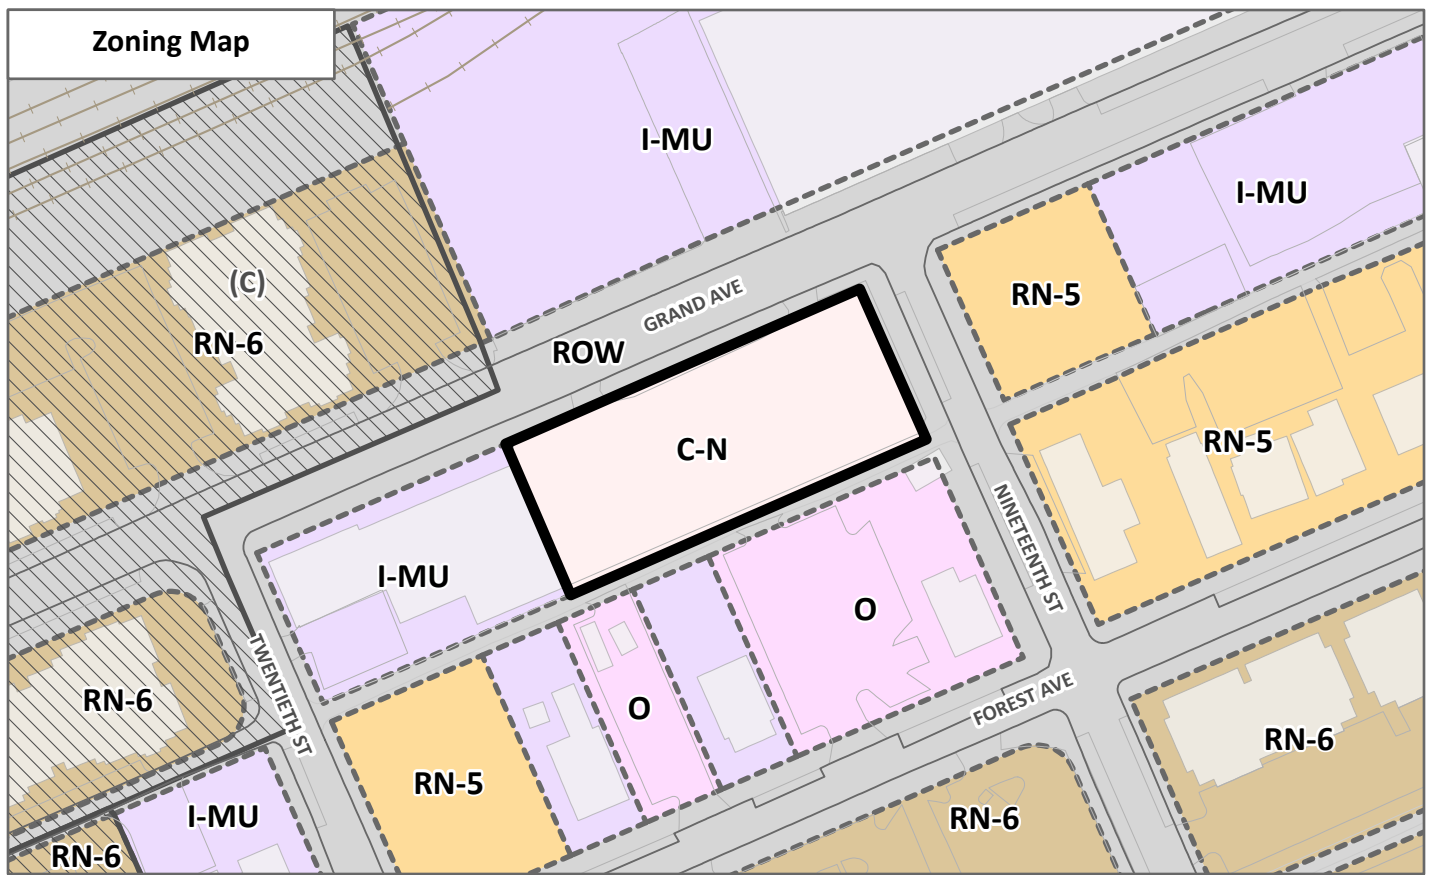 Zoning Map
I-MU
I-MU
(C)
RN-6
RN-5
GRAND AVE
ROW
C-N
RN-5
NINETEENTH ST
I-MU
O
TWENTIETH ST
RN-6
O
FOREST AVE
RN-6
RN-5
I-MU
RN-6
RN-6